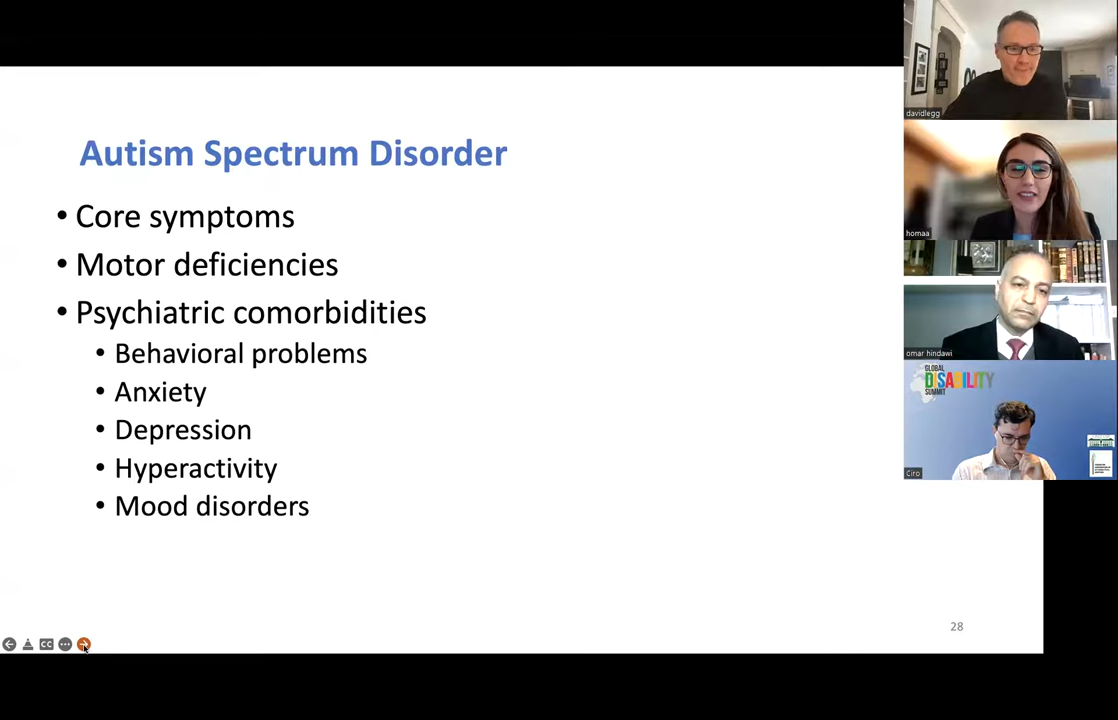 Autism Spectrum Disorder
• Core symptoms
• Motor deficiencies
• Psychiatric comorbidities
• Behavioral problems
• Anxiety
• Depression
• Hyperactivity
• Mood disorders
28
CC
davidlegg
homaa
omar hindawi
GLOBAL
DISABILITY
SUMMIT
Ciro